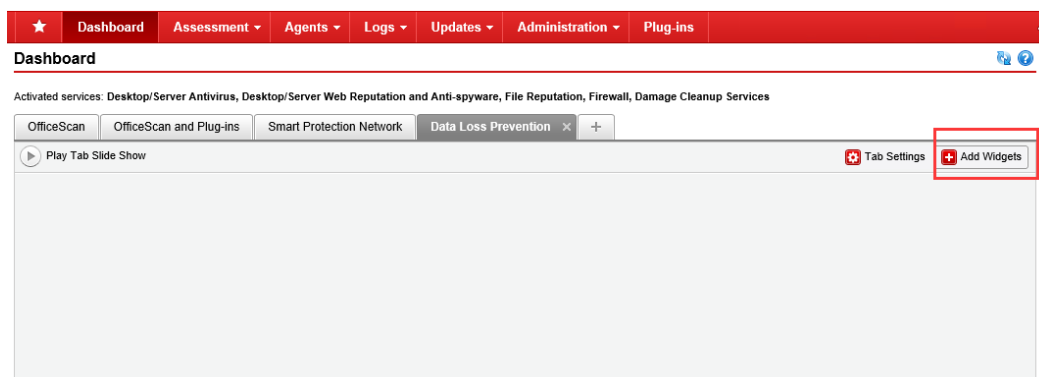 Dashboard Assessment Agents Logs Updates Administration Plug-ins
Dashboard
Activated services: Desktop/Server Antivirus, Desktop/Server Web Reputation and Anti-spyware, File Reputation, Firewall, Damage Cleanup Services
OfficeScan OfficeScan and Plug-ins Smart Protection Network Data Loss Prevention
Play Tab Slide Show Tab Settings Add Widgets